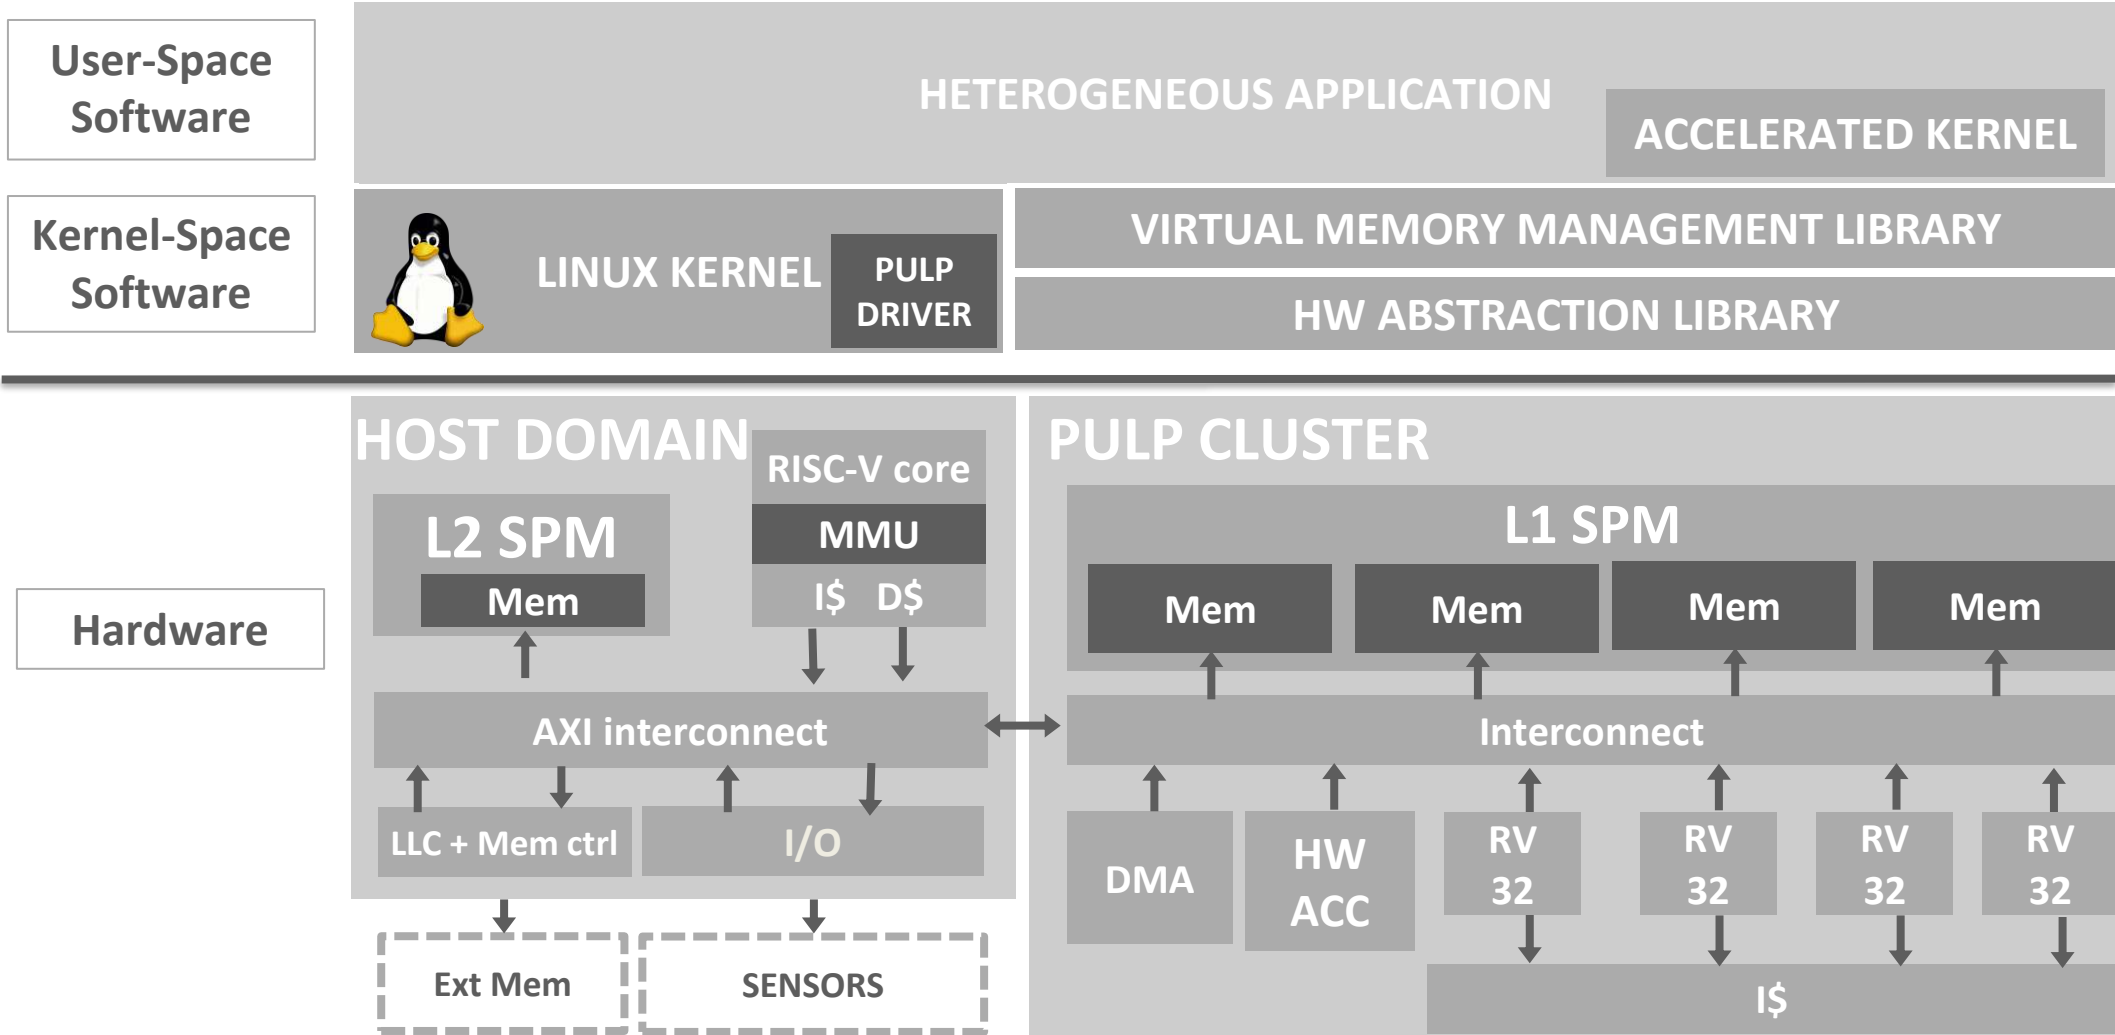 User-Space
Software
HETEROGENEOUS APPLICATION
ACCELERATED KERNEL
Kernel-Space
Software
LINUX KERNEL
PULP
DRIVER
VIRTUAL MEMORY MANAGEMENT LIBRARY
HW ABSTRACTION LIBRARY
Hardware
HOST DOMAIN
RISC-V core
MMU
I$ D$
L2 SPM
Mem
AXI interconnect
LLC + Mem ctrl
I/O
Ext Mem
SENSORS
PULP CLUSTER
L1 SPM
Mem
Mem
Mem
Mem
Interconnect
DMA
HW
ACC
RV
32
RV
32
RV
32
RV
32
I$